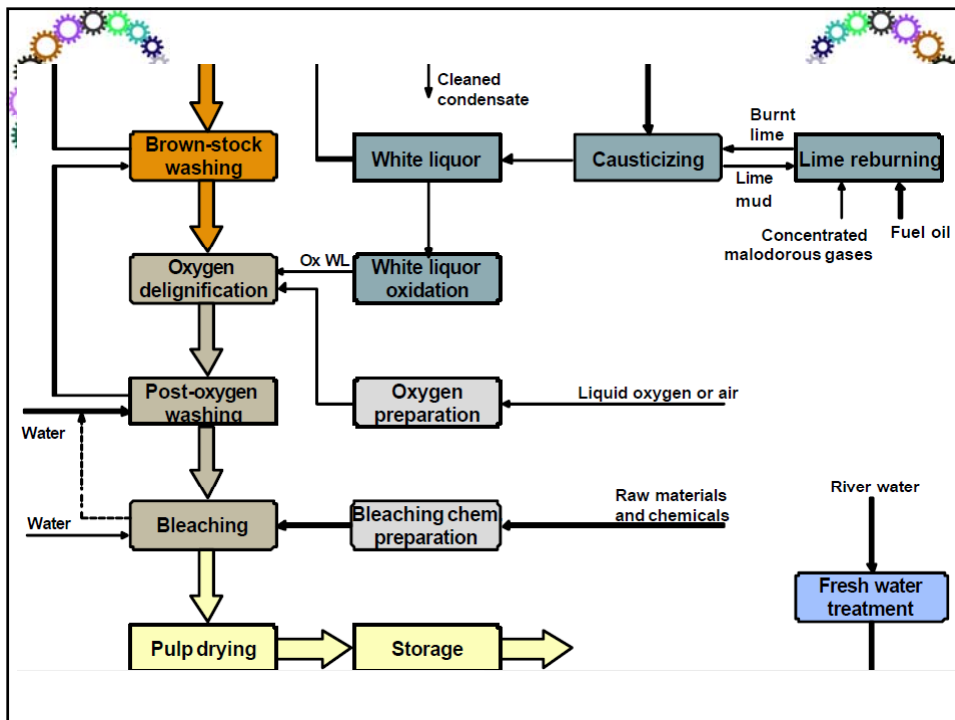 Cleaned
condensate
Brown-stock
washing
White liquor
Causticizing
Burnt
lime
Lime reburning
Lime
mud
Concentrated
malodorous gases
Fuel oil
Oxygen
delignification
Ox WL
White liquor
oxidation
Post-oxygen
washing
Water
Oxygen
preparation
Liquid oxygen or air
Bleaching
Water
Bleaching chem
preparation
Raw materials
and chemicals
River water
Fresh water
treatment
Pulp drying
Storage